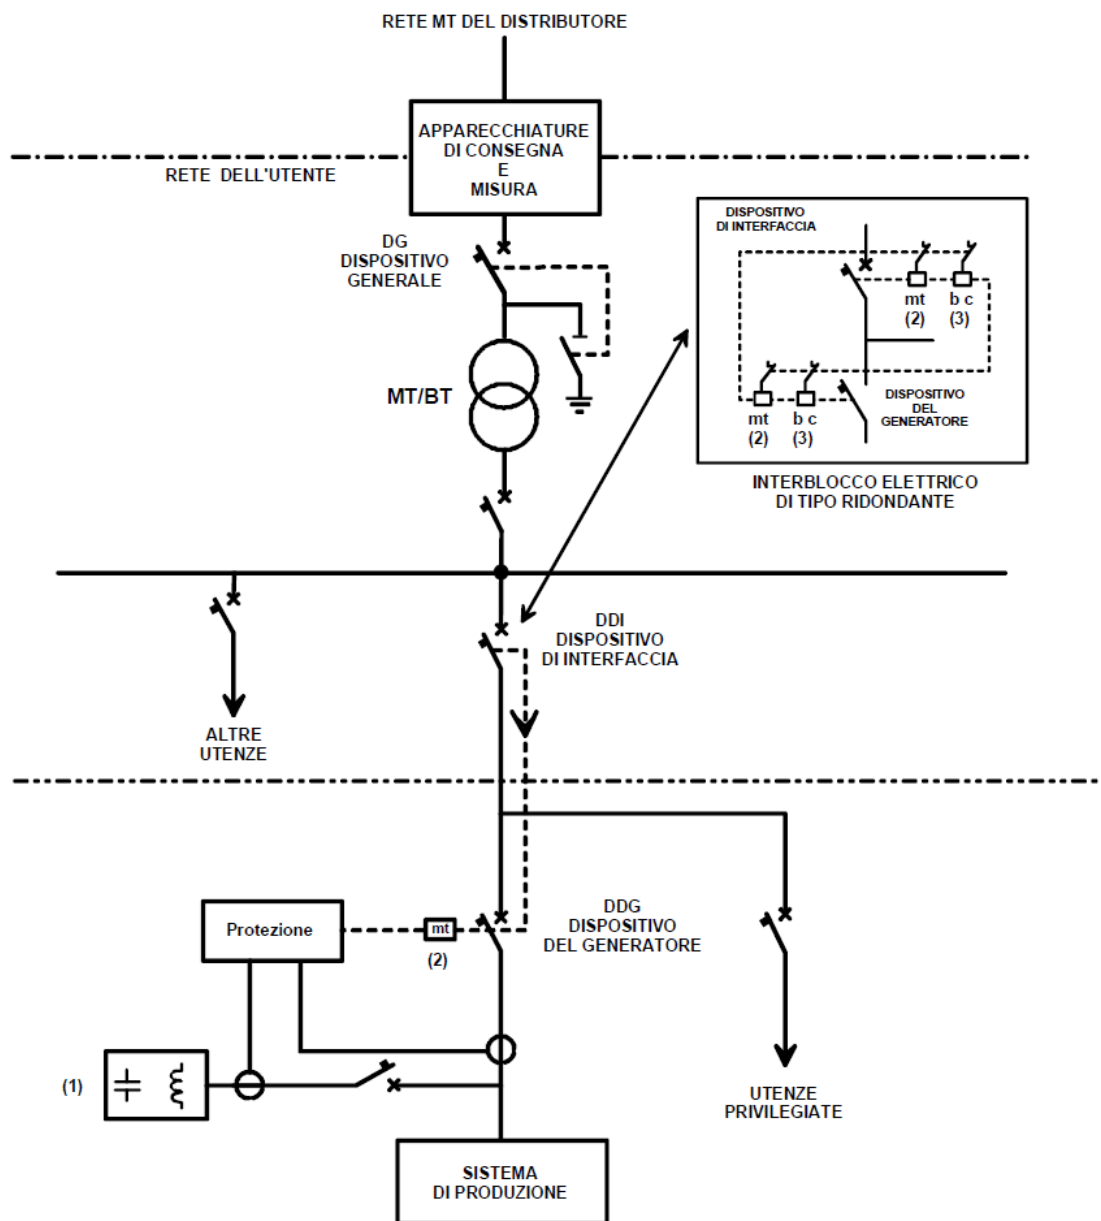 RETE MT DEL DISTRIBUTORE
APPARECCHIATURE
DI CONSEGNA
E
MISURA
RETE DELL'UTENTE
DG
DISPOSITIVO
GENERALE
MT/BT
DISPOSITIVO
DI INTERFACCIA
mt
(2)
b c
(3)
mt
(2)
b c
(3)
DISPOSITIVO
DEL
GENERATORE
INTERBLOCCO ELETTRICO
DI TIPO RIDONDANTE
DDI
DISPOSITIVO
DI INTERFACCIA
ALTRE
UTENZE
Protezione
mt
(2)
DDG
DISPOSITIVO
DEL GENERATORE
(1)
UTENZE
PRIVILEGIATE
SISTEMA
DI PRODUZIONE